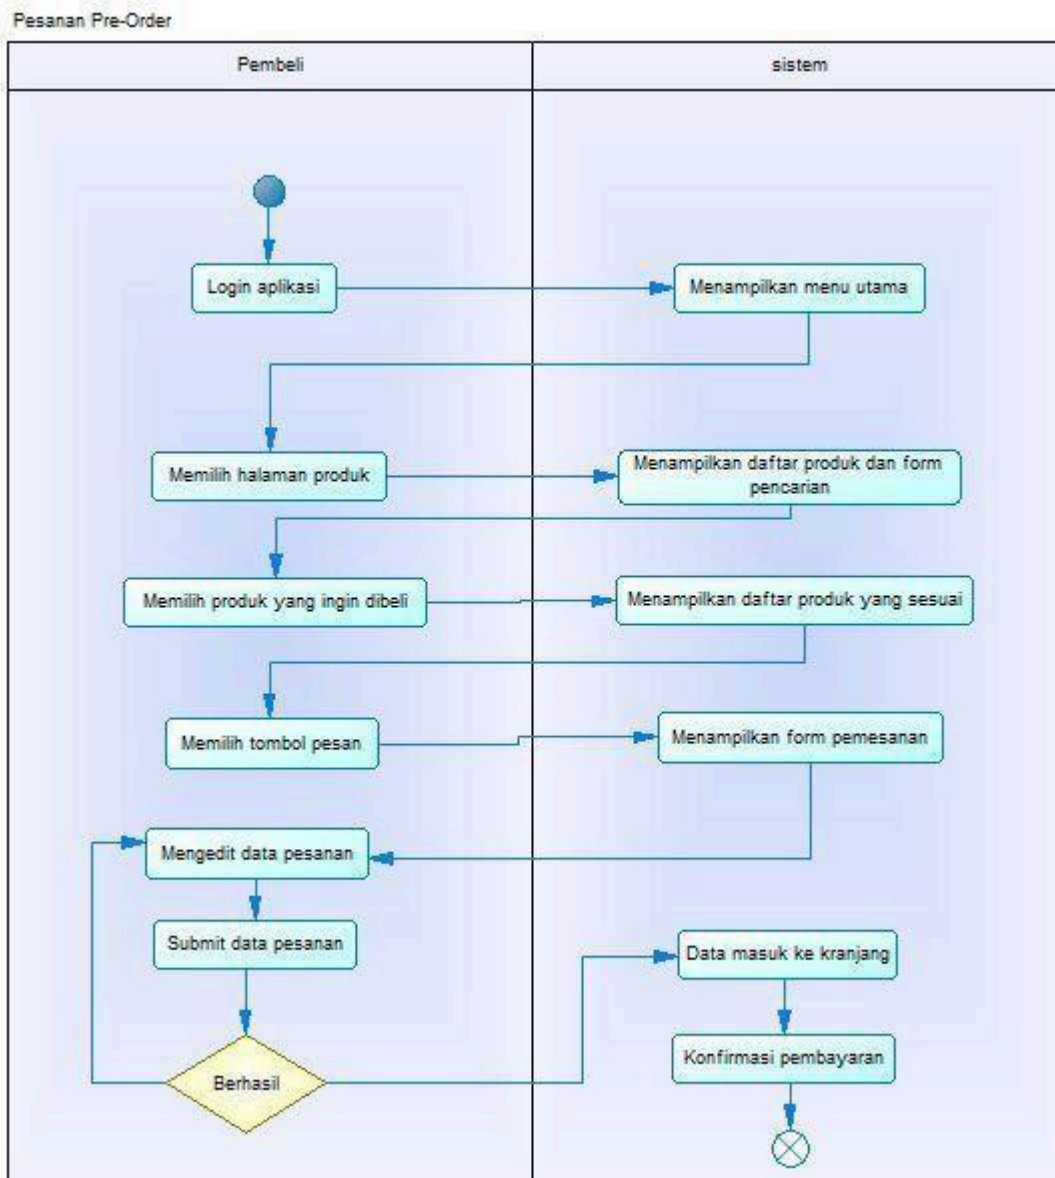 Pesanan Pre-Order
Pembeli
sistem
Login aplikasi
Menampilkan menu utama
Memilih halaman produk
Menampilkan daftar produk dan form
pencarian
Memilih produk yang ingin dibeli
Menampilkan daftar produk yang sesuai
Memilih tombol pesan
Menampilkan form pemesanan
Mengedit data pesanan
Submit data pesanan
Data masuk ke kranjang
Berhasil
Konfirmasi pembayaran